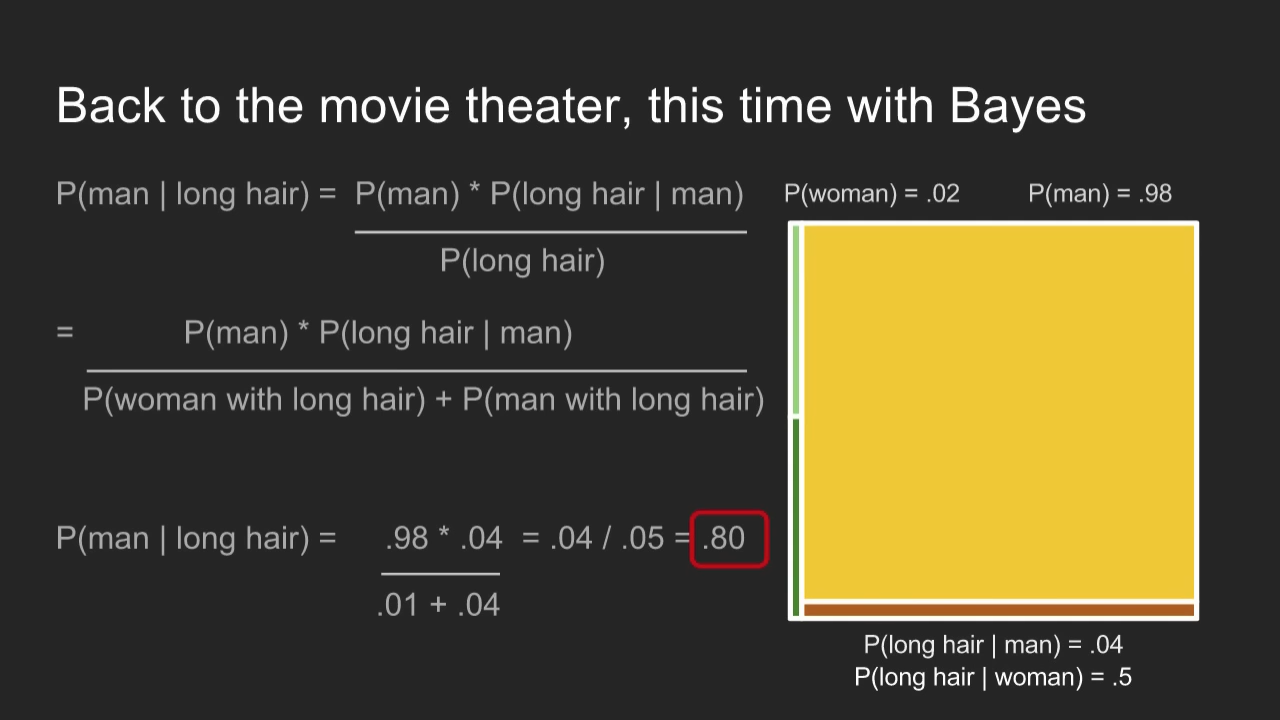 Back to the movie theater, this time with Bayes
P(man | long hair) = P(man) * P(long hair | man)
P(long hair)
= P(man) * P(long hair | man)
P(woman with long hair) + P(man with long hair)
P(man | long hair) = .98 * .04 = .04 / .05 = .80
.01 + .04
P(woman) = .02 P(man) = .98
P(long hair | man) = .04
P(long hair | woman) = .5